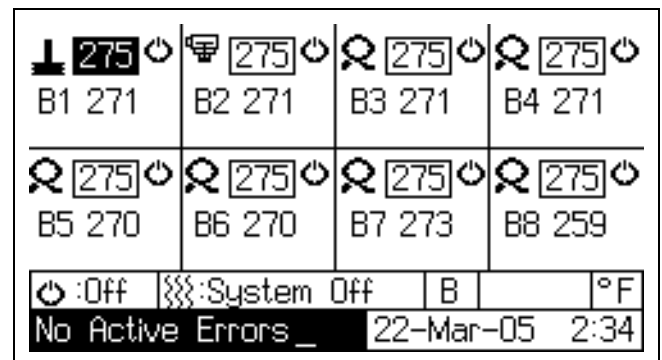 275 275 275 275
B1 271 B2 271 B3 271 B4 271
275 275 275 275
B5 270 B6 270 B7 273 B8 259
:Off :System Off B °F
No Active Errors_ 22-Mar-05 2:34